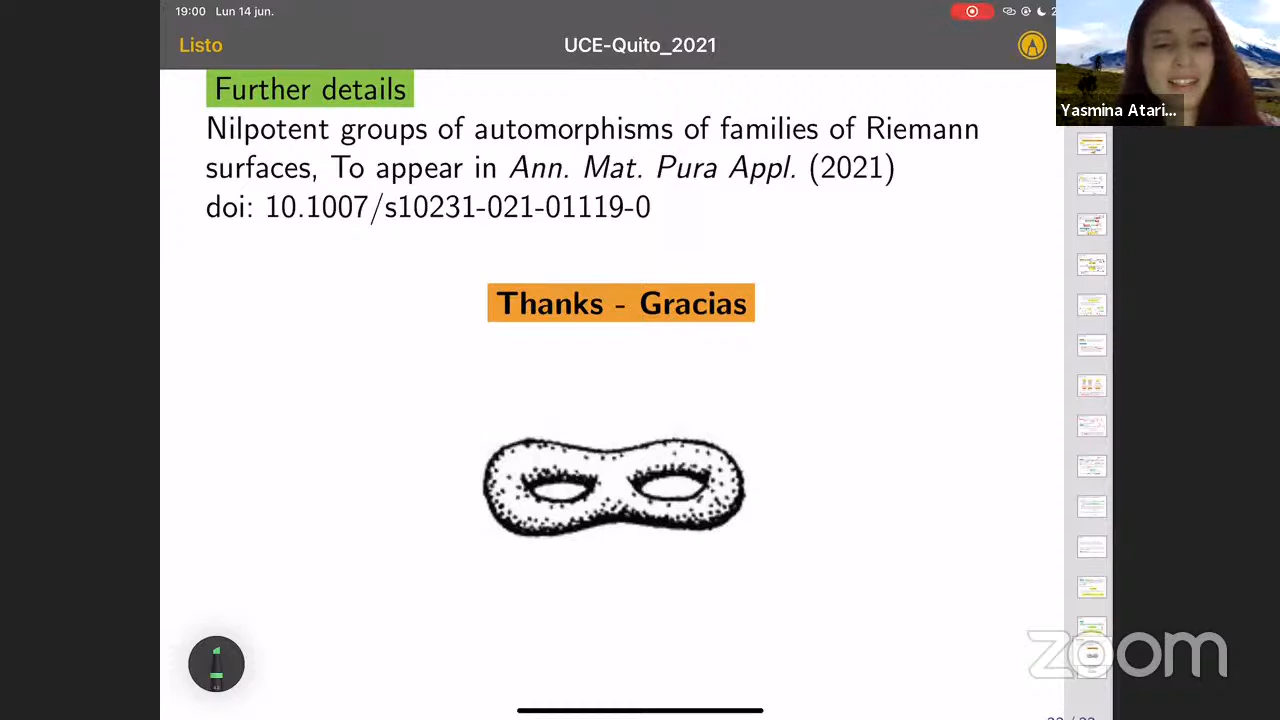 19:00 Lun 14 jun.
Listo
UCE-Quito_2021
Yasmina Atari...
Further details
Nilpotent groups of automorphisms of families of Riemann
surfaces, To appear in Ann. Mat. Pura Appl. (2021)
doi: 10.1007/s10231-021-01119-0
Thanks - Gracias
zoom